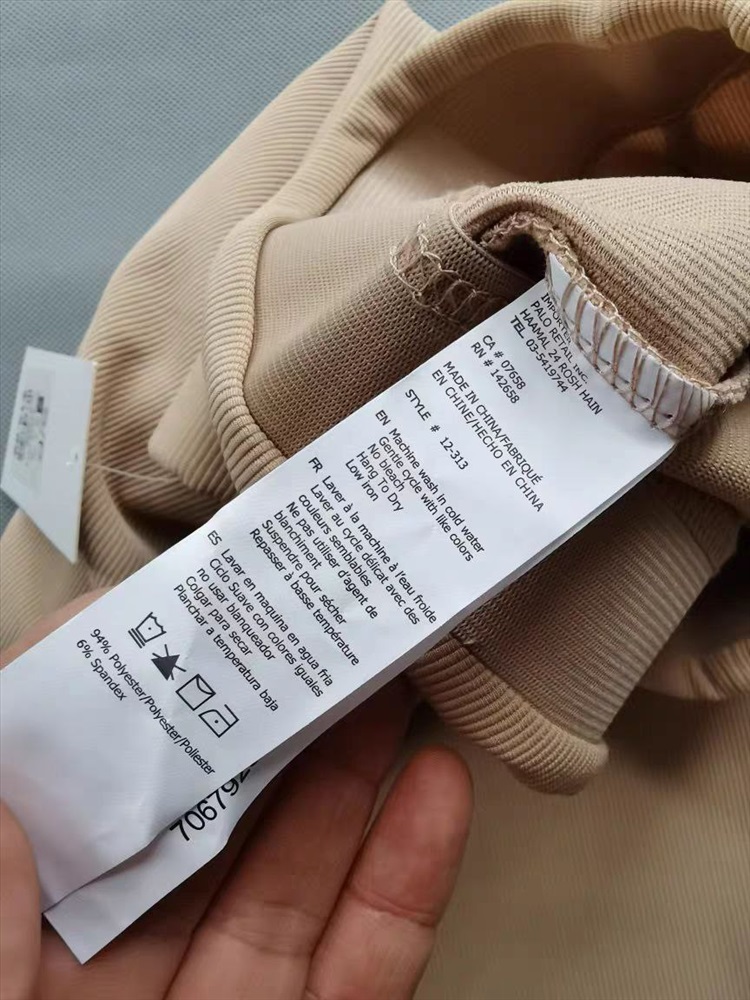 IMPORTER
PALO RETAIL INC.
HAAMAL 24 ROSH HAIN
TEL 03-5419744
CA # 07658
RN # 142658
MADE IN CHINA/FABRIQUÉ
EN CHINE/HECHO EN CHINA
STYLE # 12-313
EN Machine wash in cold water
Gentle cycle with like colors
No bleach
Hang To Dry
Low Iron
FR Laver à la machine à l'eau froide
Laver au cycle délicat avec des
couleurs semblables
Ne pas utiliser d'agent de
blanchiment
Suspendre pour sécher
Repasser à basse température
ES Lavar en maquina en agua fria
Ciclo Suave con colores iguales
no usar blanqueador
Colgar para secar
Planchar a temperatura baja
94% Polyester/Polyester/Poliester
6% Spandex